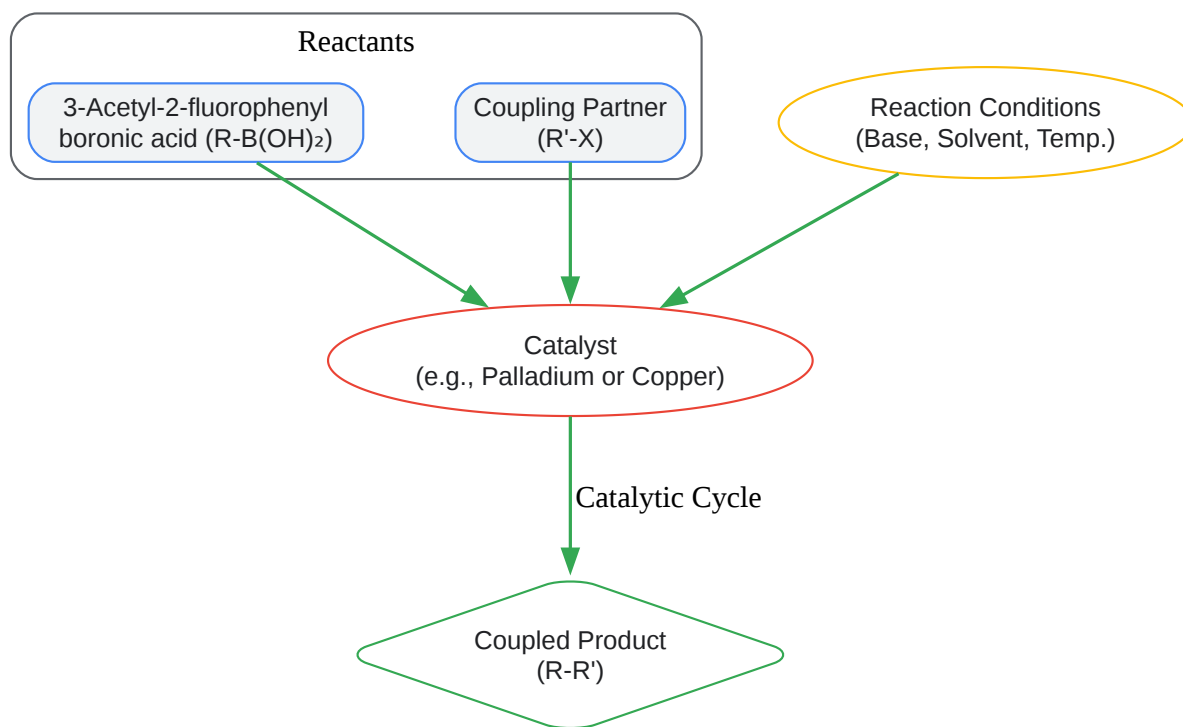 Reactants
3-Acetyl-2-fluorophenyl
boronic acid (R-B(OH)₂)
Coupling Partner
(R'-X)
Reaction Conditions
(Base, Solvent, Temp.)
Catalyst
(e.g., Palladium or Copper)
Catalytic Cycle
Coupled Product
(R-R')